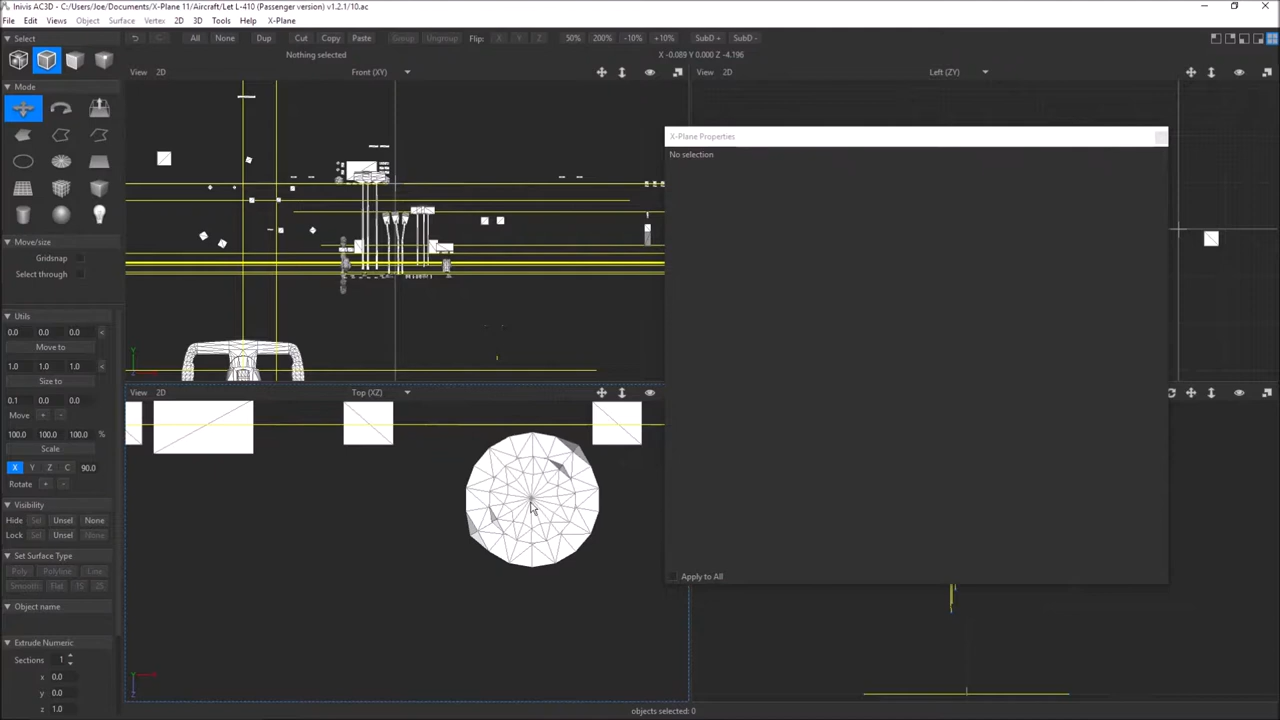 Inivis AC3D - C:/Users/Joe/Documents/X-Plane 11/Aircraft/Let L-410 (Passenger version) v1.2.1/10.ac
File Edit Views Object Surface Vertex 2D 3D Tools Help X-Plane
Select All None Dup Cut Copy Paste Group Ungroup Flip: X Y Z 50% 200% -10% +10% SubD + SubD -
Nothing selected X -0.089 Y 0.000 Z -4.196
View 2D Front (XY) View 2D Left (ZY)
Mode
X-Plane Properties
No selection
Move/size
Gridsnap
Select through
Utils
0.0 0.0 0.0 <
Move to
1.0 1.0 1.0 <
Size to
View 2D Top (XZ)
0.1 0.0 0.0
Move + -
100.0 100.0 100.0 %
Scale
X Y Z C 90.0
Rotate + -
Visibility
Hide Sel Unsel None
Lock Sel Unsel None
Set Surface Type
Poly Polyline Line
Smooth Flat 1S 2S
Apply to All
Object name
Extrude Numeric
Sections 1
x 0.0
y 0.0
z 1.0
objects selected: 0